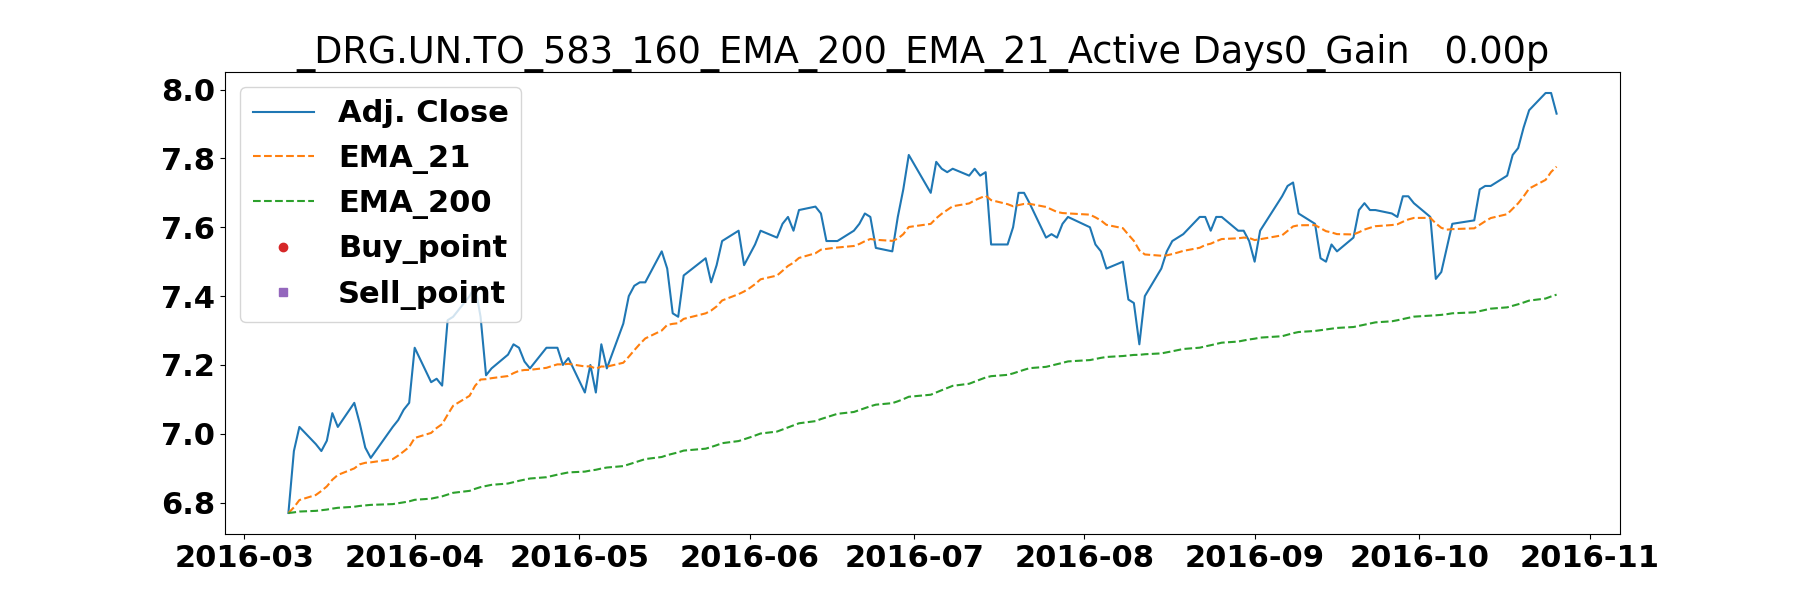 _DRG.UN.TO_583_160_EMA_200_EMA_21_Active Days0_Gain   0.00p
8.0
7.8
7.6
7.4
7.2
7.0
6.8
Adj. Close
EMA_21
EMA_200
Buy_point
Sell_point
2016-03 2016-04 2016-05 2016-06 2016-07 2016-08 2016-09 2016-10 2016-11